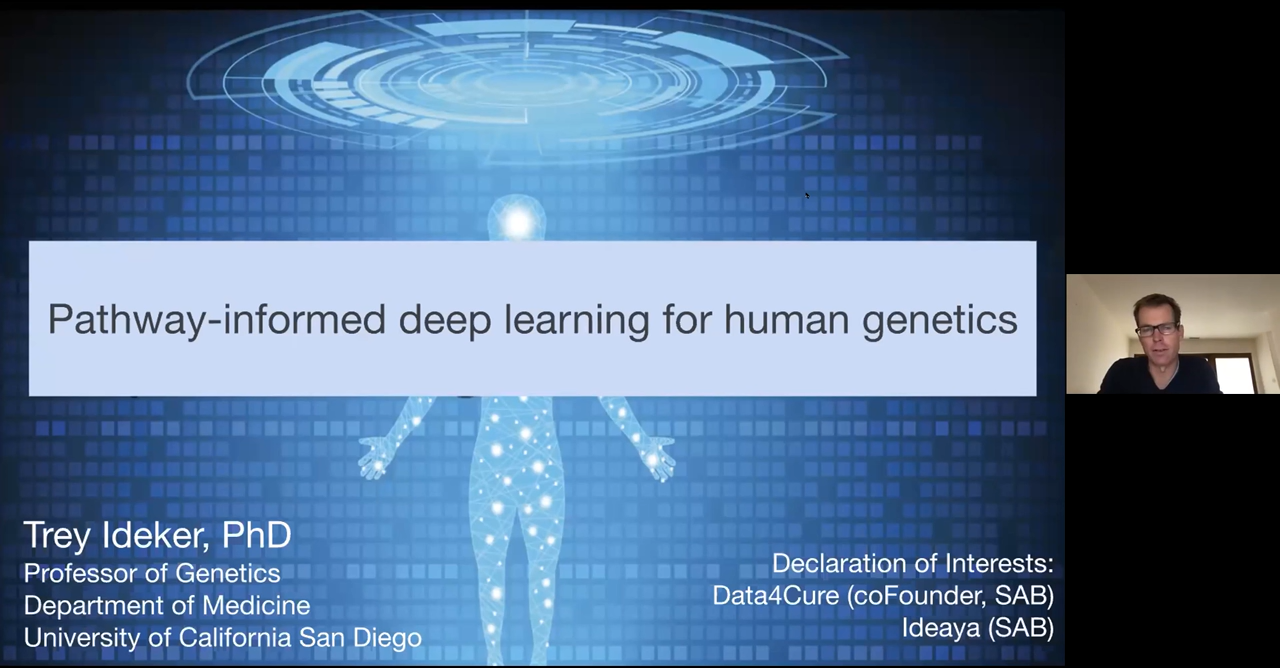 Pathway-informed deep learning for human genetics
Trey Ideker, PhD
Professor of Genetics
Department of Medicine
University of California San Diego
Declaration of Interests:
Data4Cure (coFounder, SAB)
Ideaya (SAB)